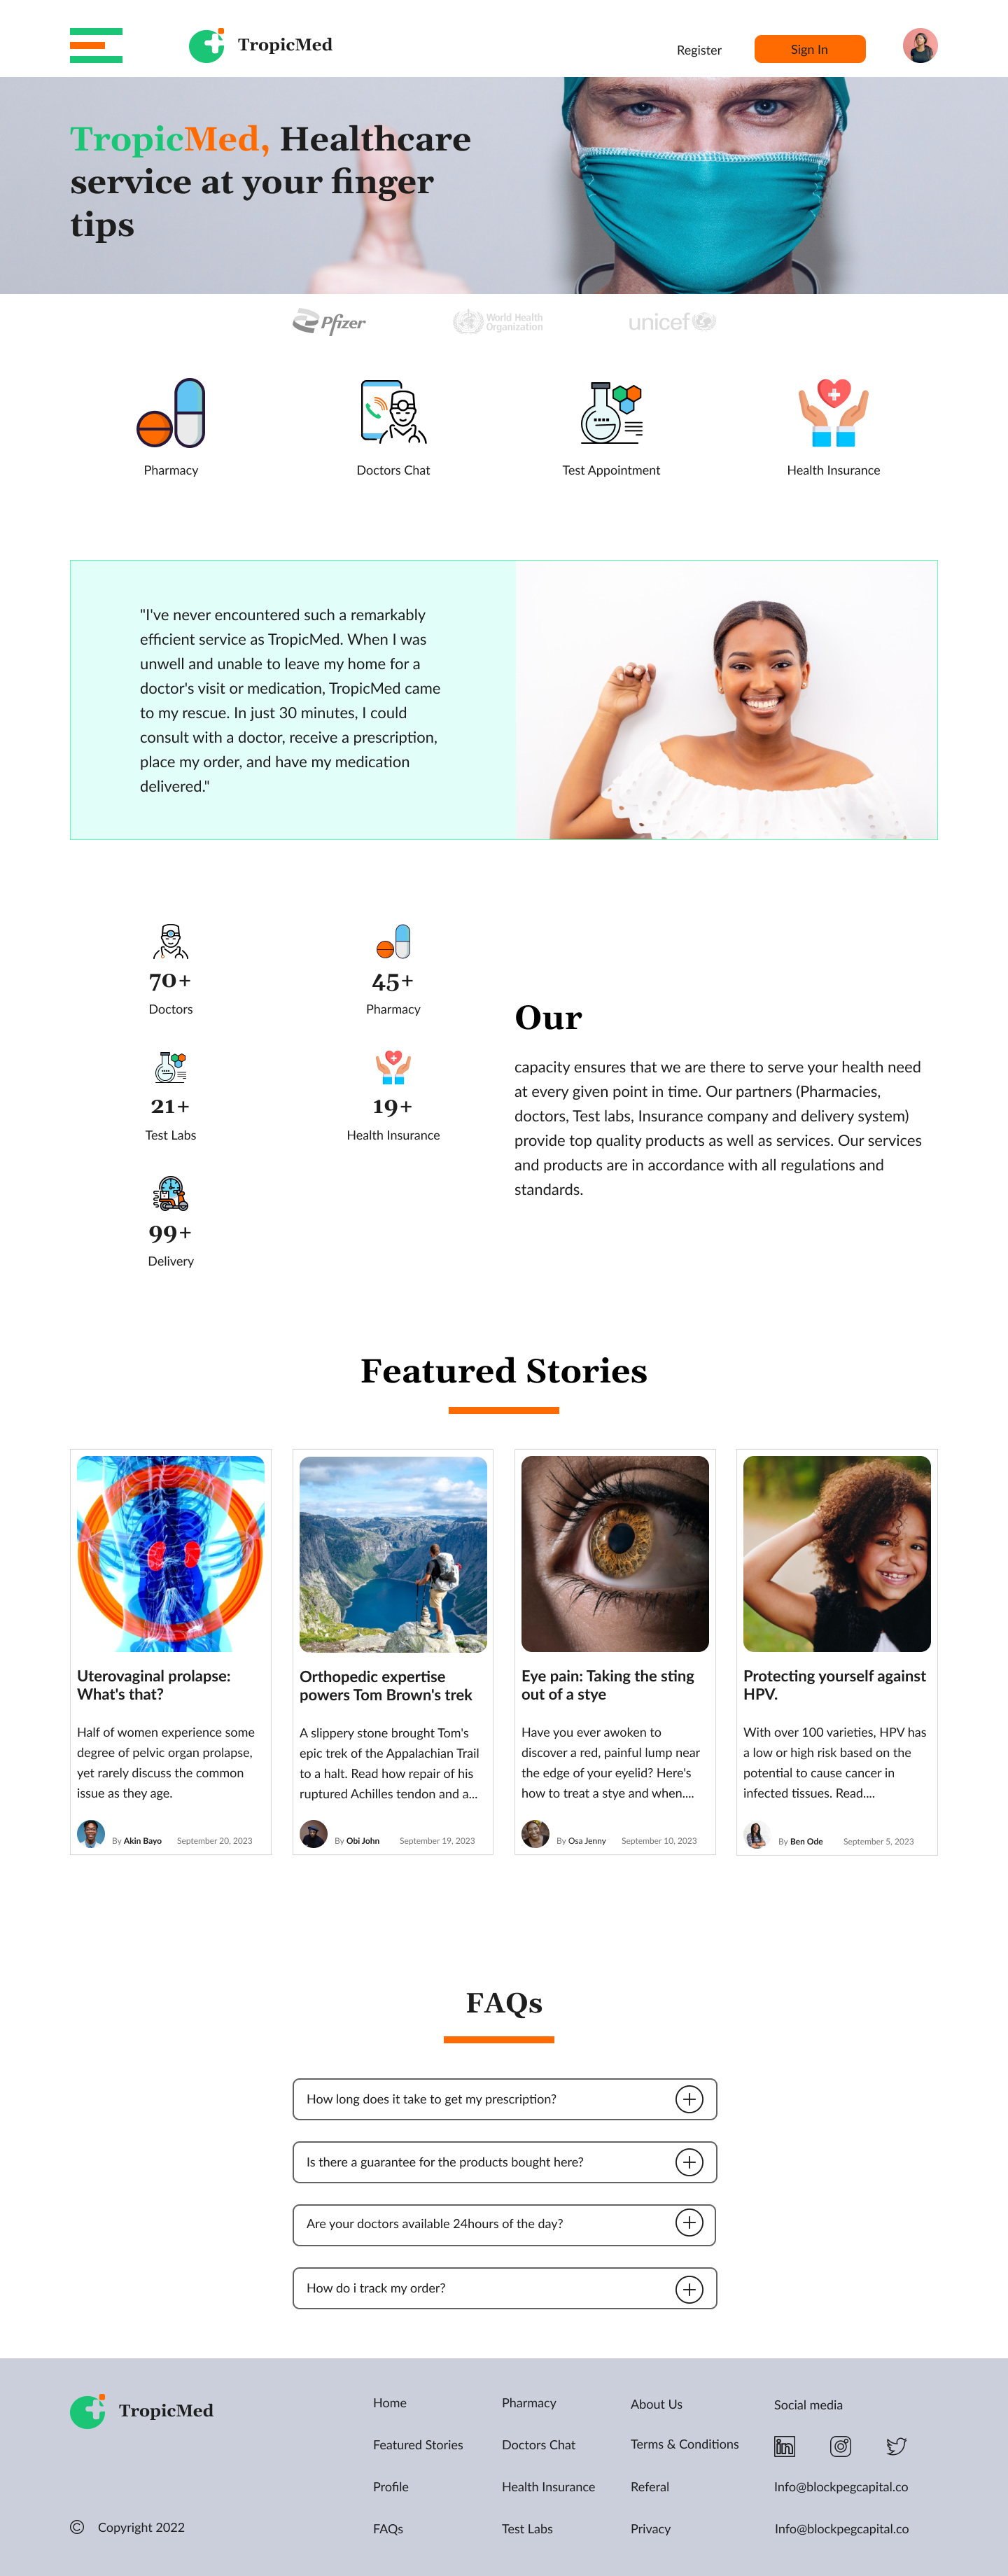 TropicMed
Register
Sign In
TropicMed, Healthcare
service at your finger
tips
Pfizer
World Health
Organization
unicef
Pharmacy
Doctors Chat
Test Appointment
Health Insurance
"I've never encountered such a remarkably
efficient service as TropicMed. When I was
unwell and unable to leave my home for a
doctor's visit or medication, TropicMed came
to my rescue. In just 30 minutes, I could
consult with a doctor, receive a prescription,
place my order, and have my medication
delivered."
70+
Doctors
45+
Pharmacy
21+
Test Labs
19+
Health Insurance
99+
Delivery
Our
capacity ensures that we are there to serve your health need
at every given point in time. Our partners (Pharmacies,
doctors, Test labs, Insurance company and delivery system)
provide top quality products as well as services. Our services
and products are in accordance with all regulations and
standards.
Featured Stories
Uterovaginal prolapse:
What's that?
Half of women experience some
degree of pelvic organ prolapse,
yet rarely discuss the common
issue as they age.
By Akin Bayo September 20, 2023
Orthopedic expertise
powers Tom Brown's trek
A slippery stone brought Tom's
epic trek of the Appalachian Trail
to a halt. Read how repair of his
ruptured Achilles tendon and a...
By Obi John September 19, 2023
Eye pain: Taking the sting
out of a stye
Have you ever awoken to
discover a red, painful lump near
the edge of your eyelid? Here's
how to treat a stye and when....
By Osa Jenny September 10, 2023
Protecting yourself against
HPV.
With over 100 varieties, HPV has
a low or high risk based on the
potential to cause cancer in
infected tissues. Read....
By Ben Ode September 5, 2023
FAQs
How long does it take to get my prescription?
Is there a guarantee for the products bought here?
Are your doctors available 24hours of the day?
How do i track my order?
TropicMed
© Copyright 2022
Home
Featured Stories
Profile
FAQs
Pharmacy
Doctors Chat
Health Insurance
Test Labs
About Us
Terms & Conditions
Referal
Privacy
Social media
in
Info@blockpegcapital.co
Info@blockpegcapital.co